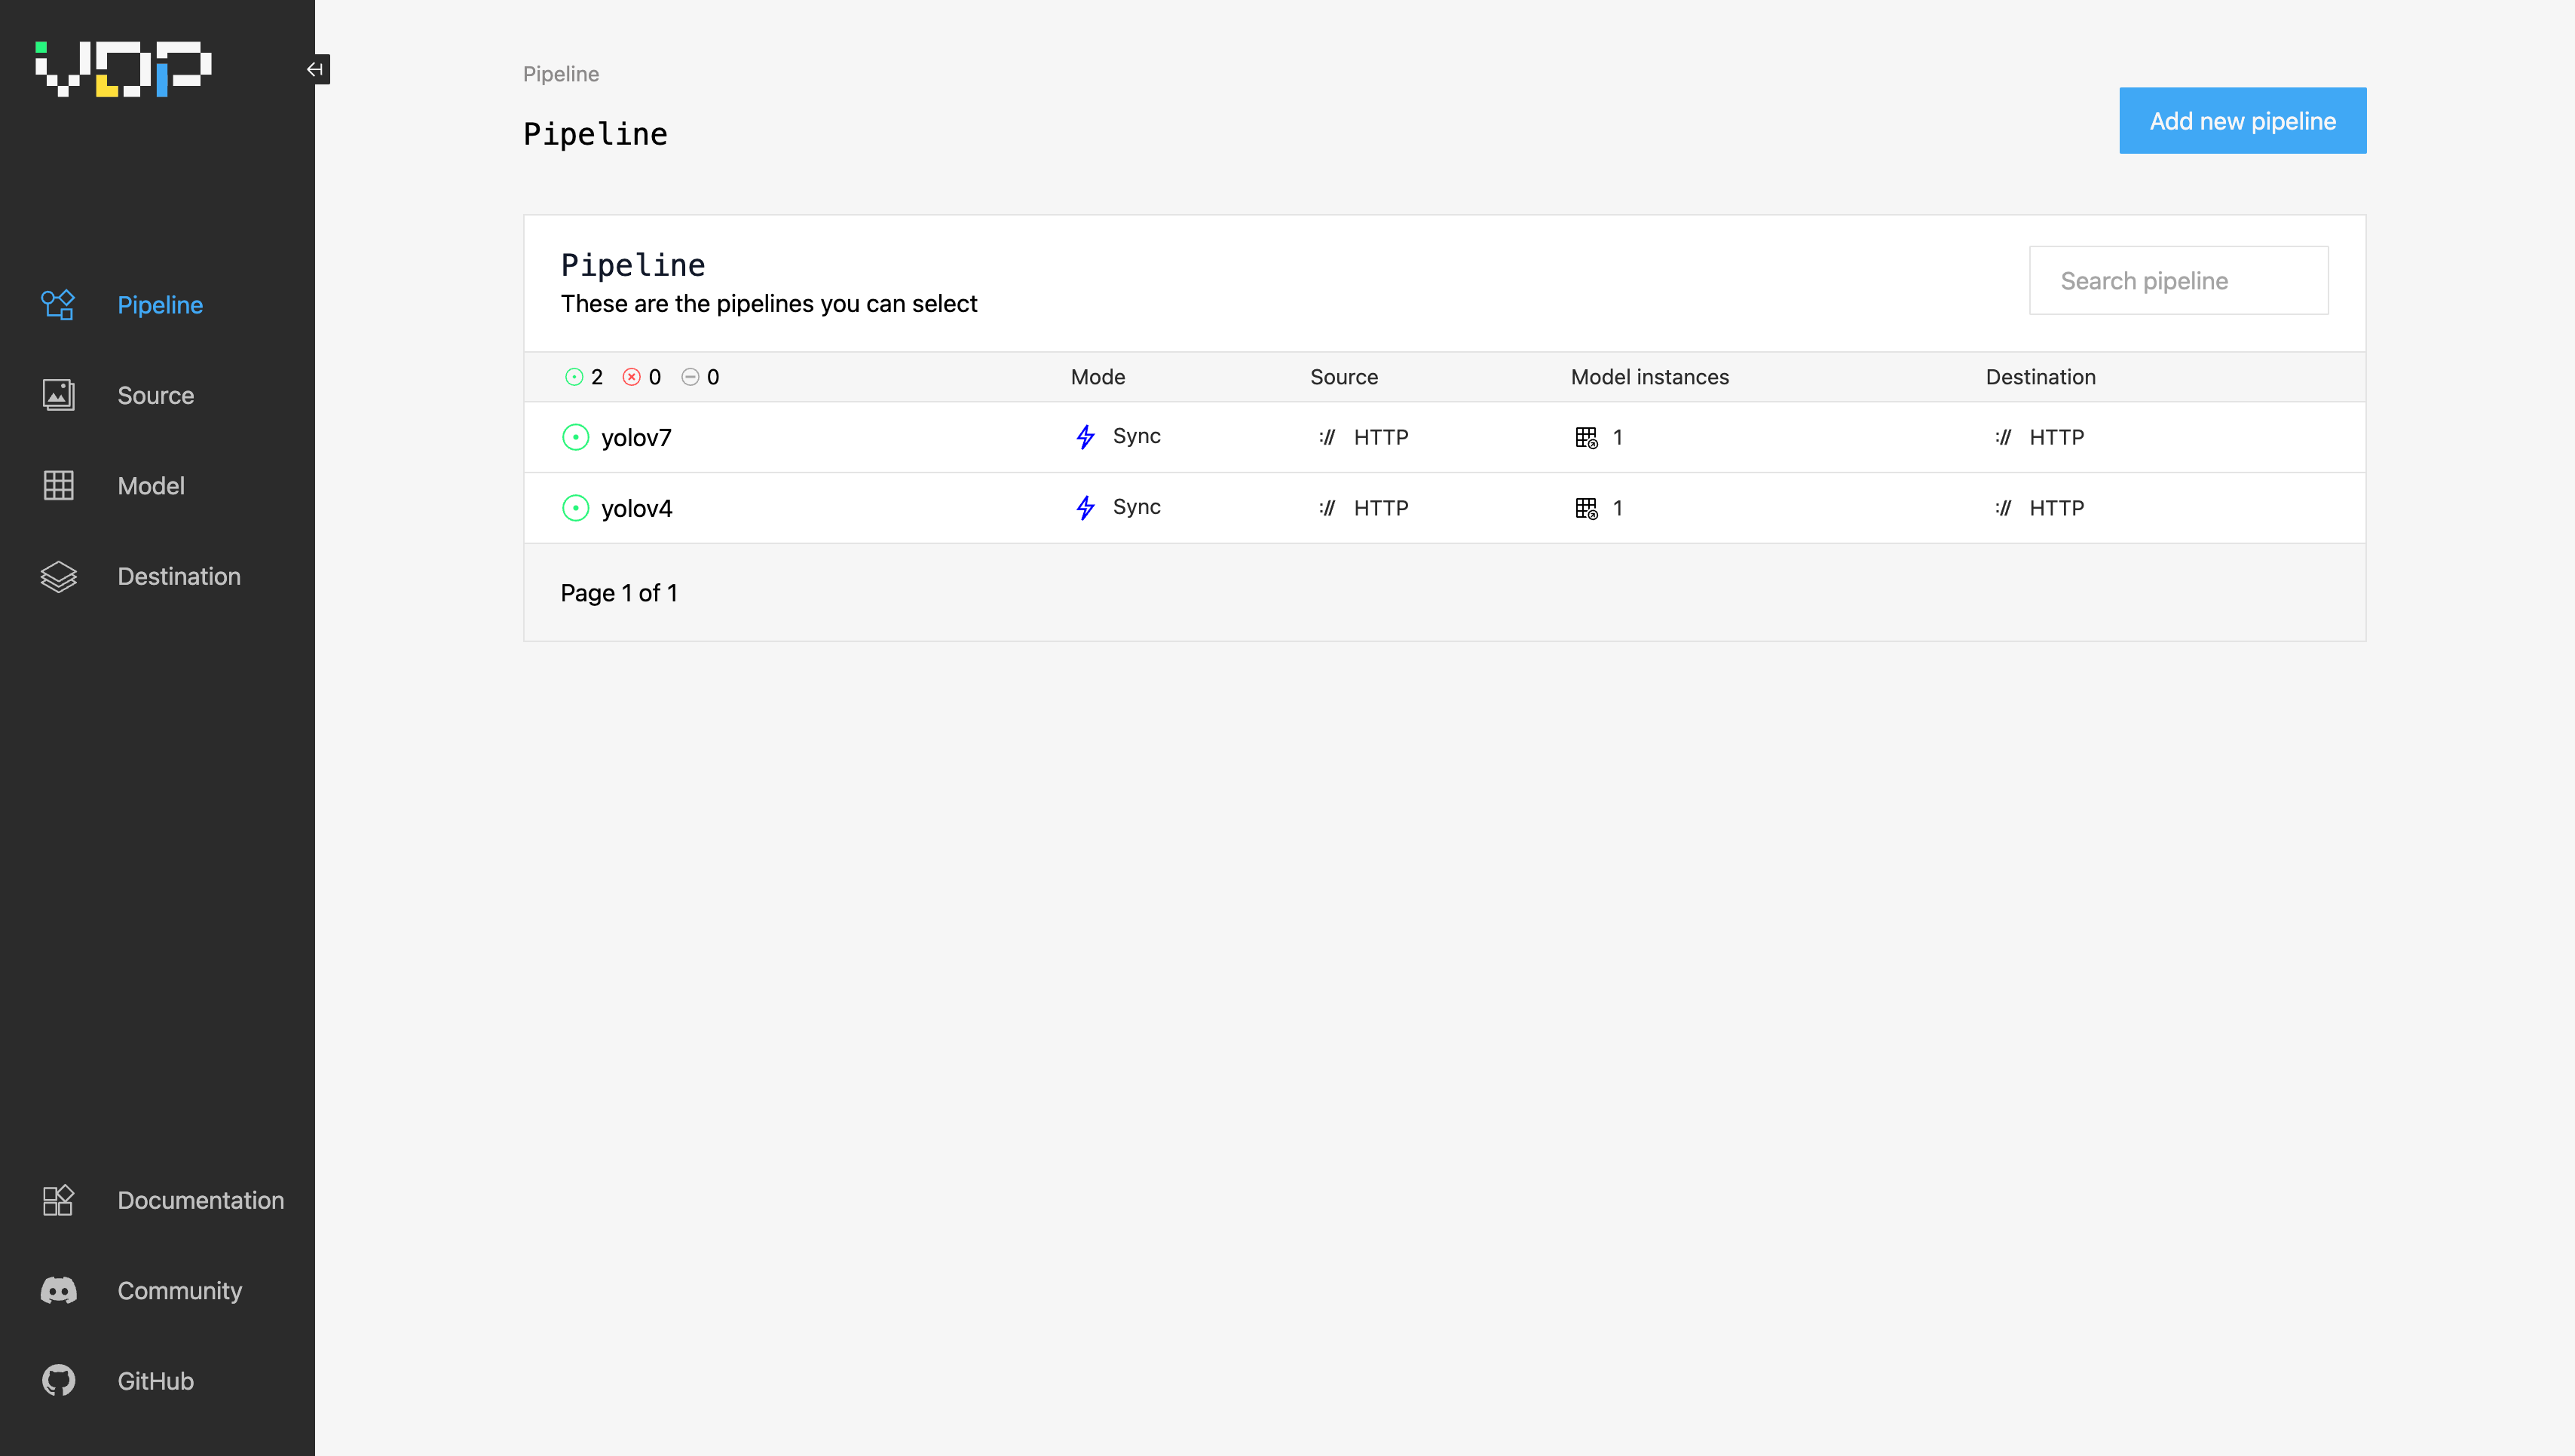 VDP
Pipeline
Source
Model
Destination
Documentation
Community
GitHub
Pipeline
Pipeline
Add new pipeline
Pipeline
These are the pipelines you can select
Search pipeline
2 0 0 Mode Source Model instances Destination
yolov7 Sync :// HTTP 1 :// HTTP
yolov4 Sync :// HTTP 1 :// HTTP
Page 1 of 1